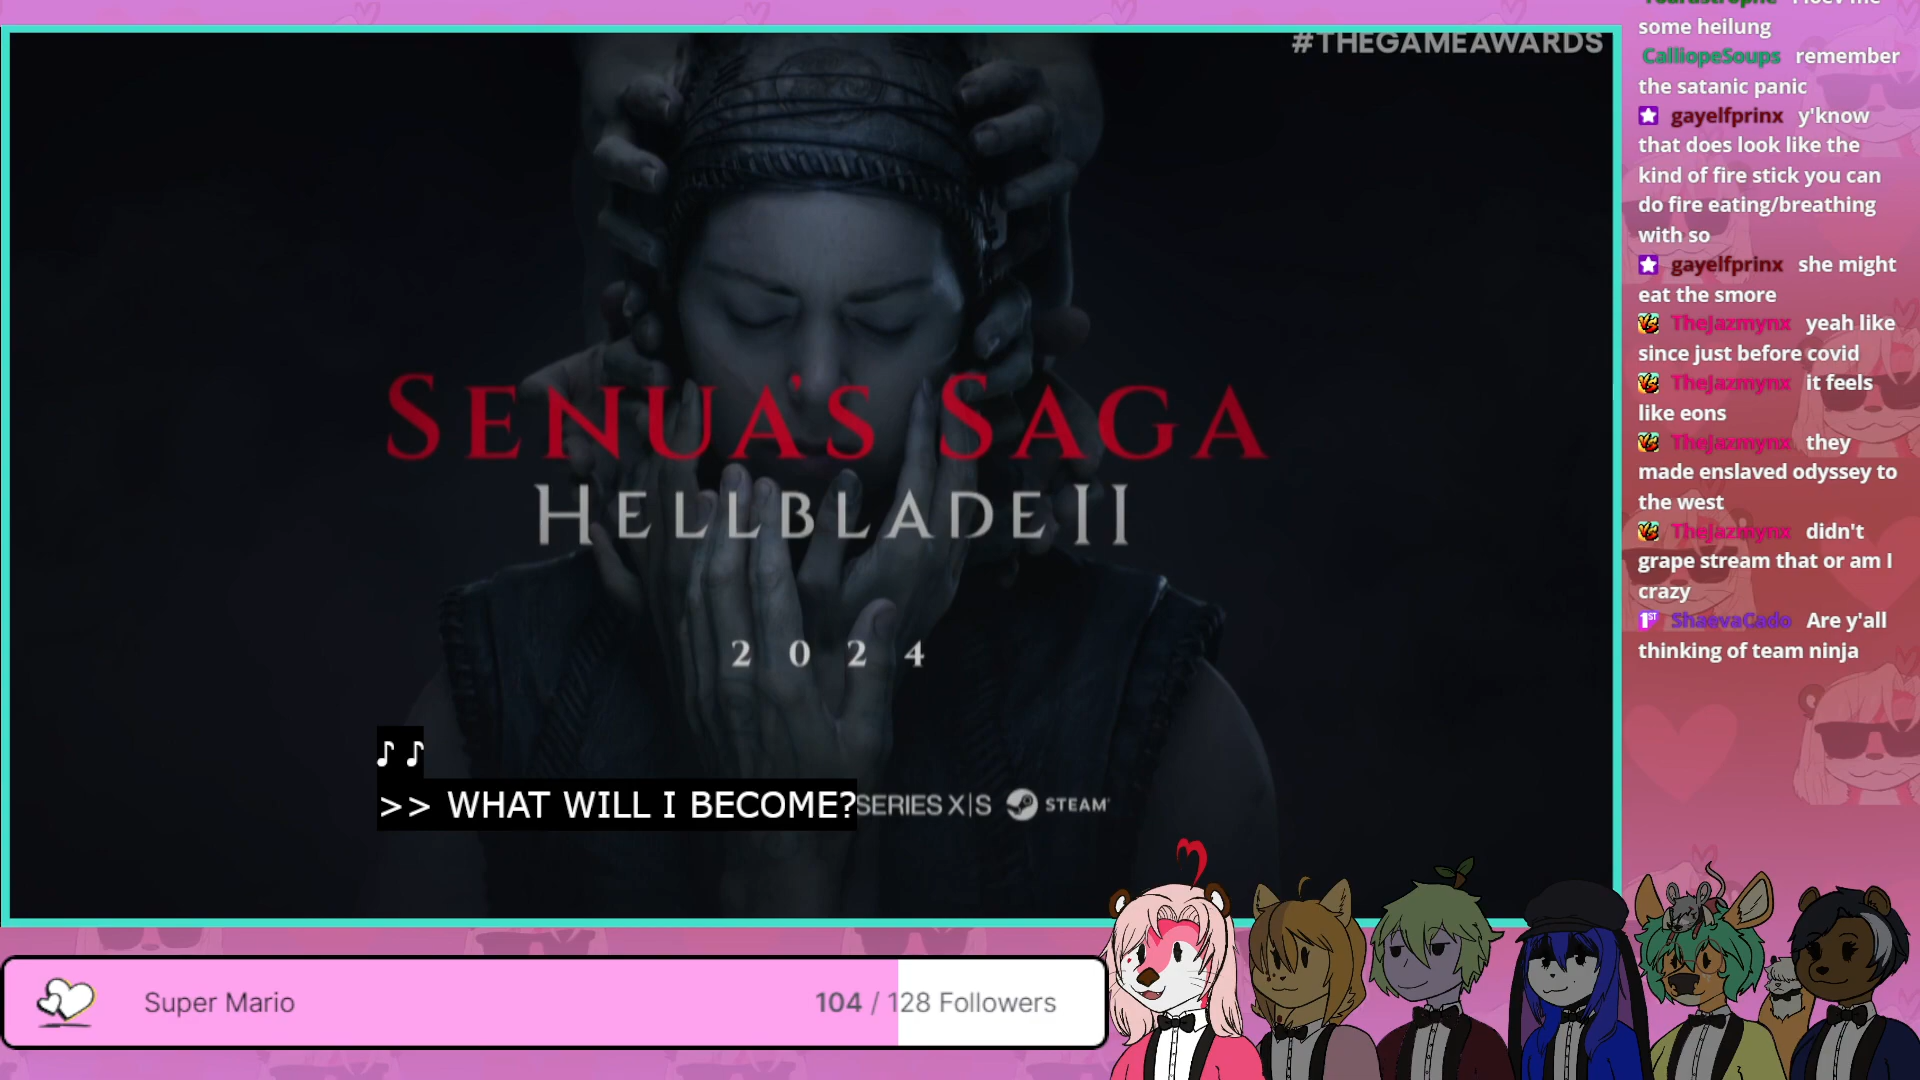 #THEGAMEAWARDS
SENUA'S SAGA
HELLBLADE II
2024
♪ ♪
>> WHAT WILL I BECOME?
SERIES X|S STEAM
Super Mario
104 / 128 Followers
some heilung
CalliopeSoups remember
the satanic panic
gayelfprinx y'know
that does look like the
kind of fire stick you can
do fire eating/breathing
with so
gayelfprinx she might
eat the smore
TheJazmynx yeah like
since just before covid
TheJazmynx it feels
like eons
TheJazmynx they
made enslaved odyssey to
the west
TheJazmynx didn't
grape stream that or am I
crazy
1ST ShaevaCado Are y'all
thinking of team ninja